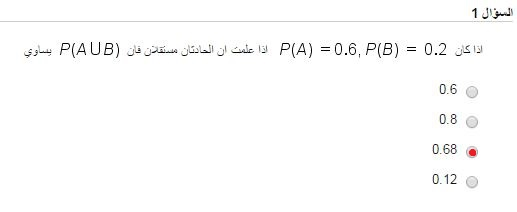 السؤال 1
اذا كان P(A) = 0.6, P(B) = 0.2 اذا علمت ان الحادثان مستقلان فان P(A∪B) يساوي
0.6
0.8
0.68
0.12